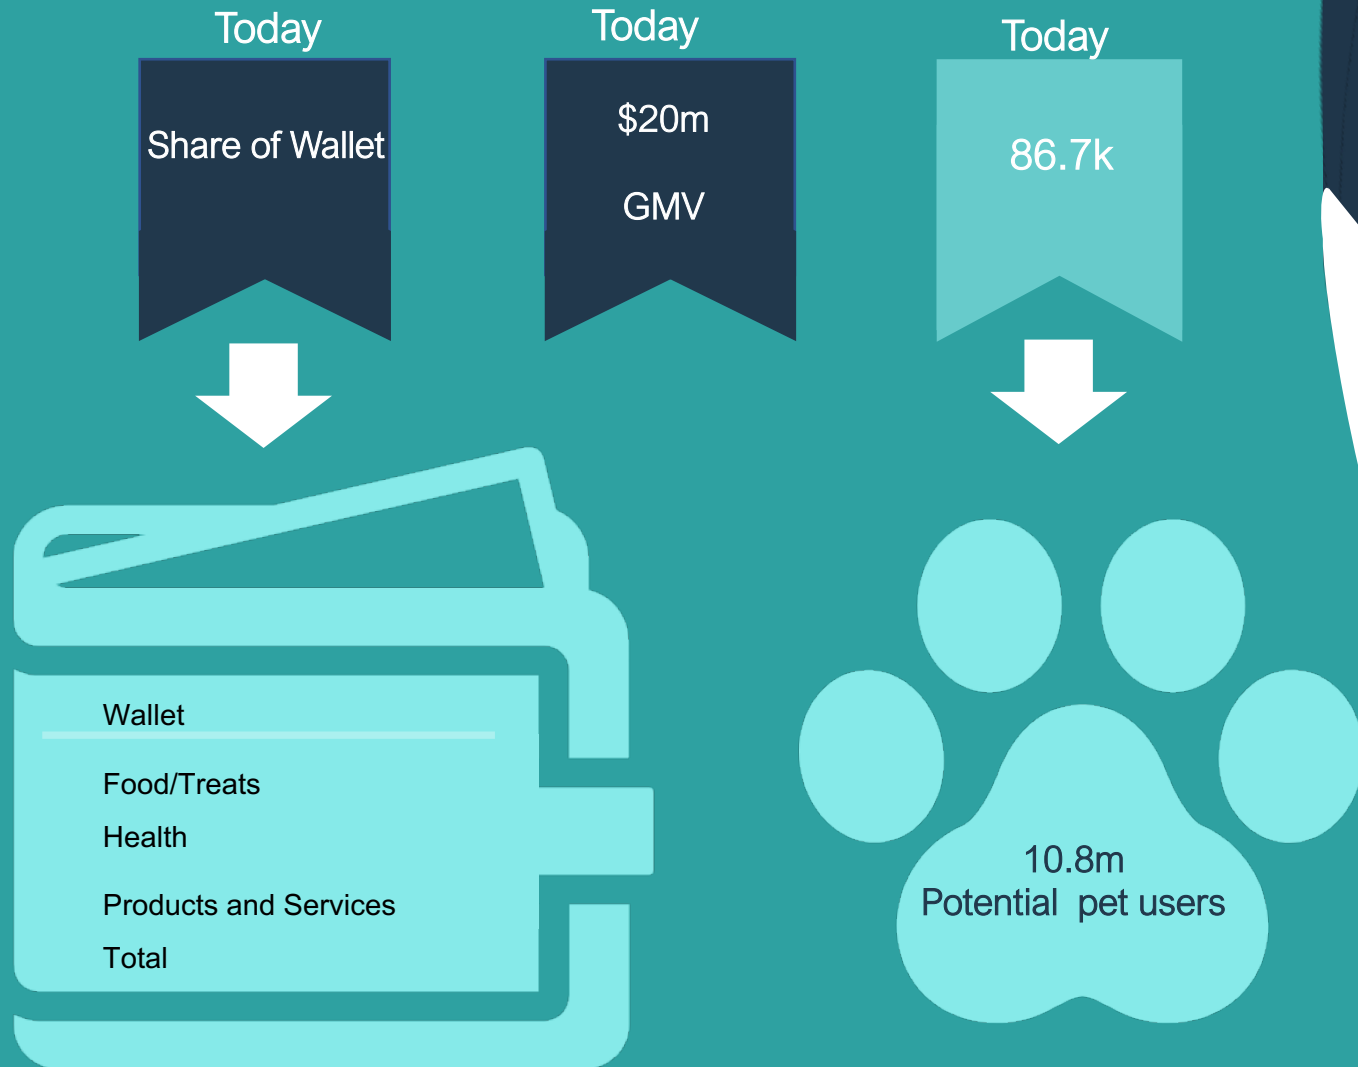 Today
Today
Today
Share of Wallet
$20m
GMV
86.7k
Wallet
Food/Treats
Health
Products and Services
Total
10.8m
Potential pet users